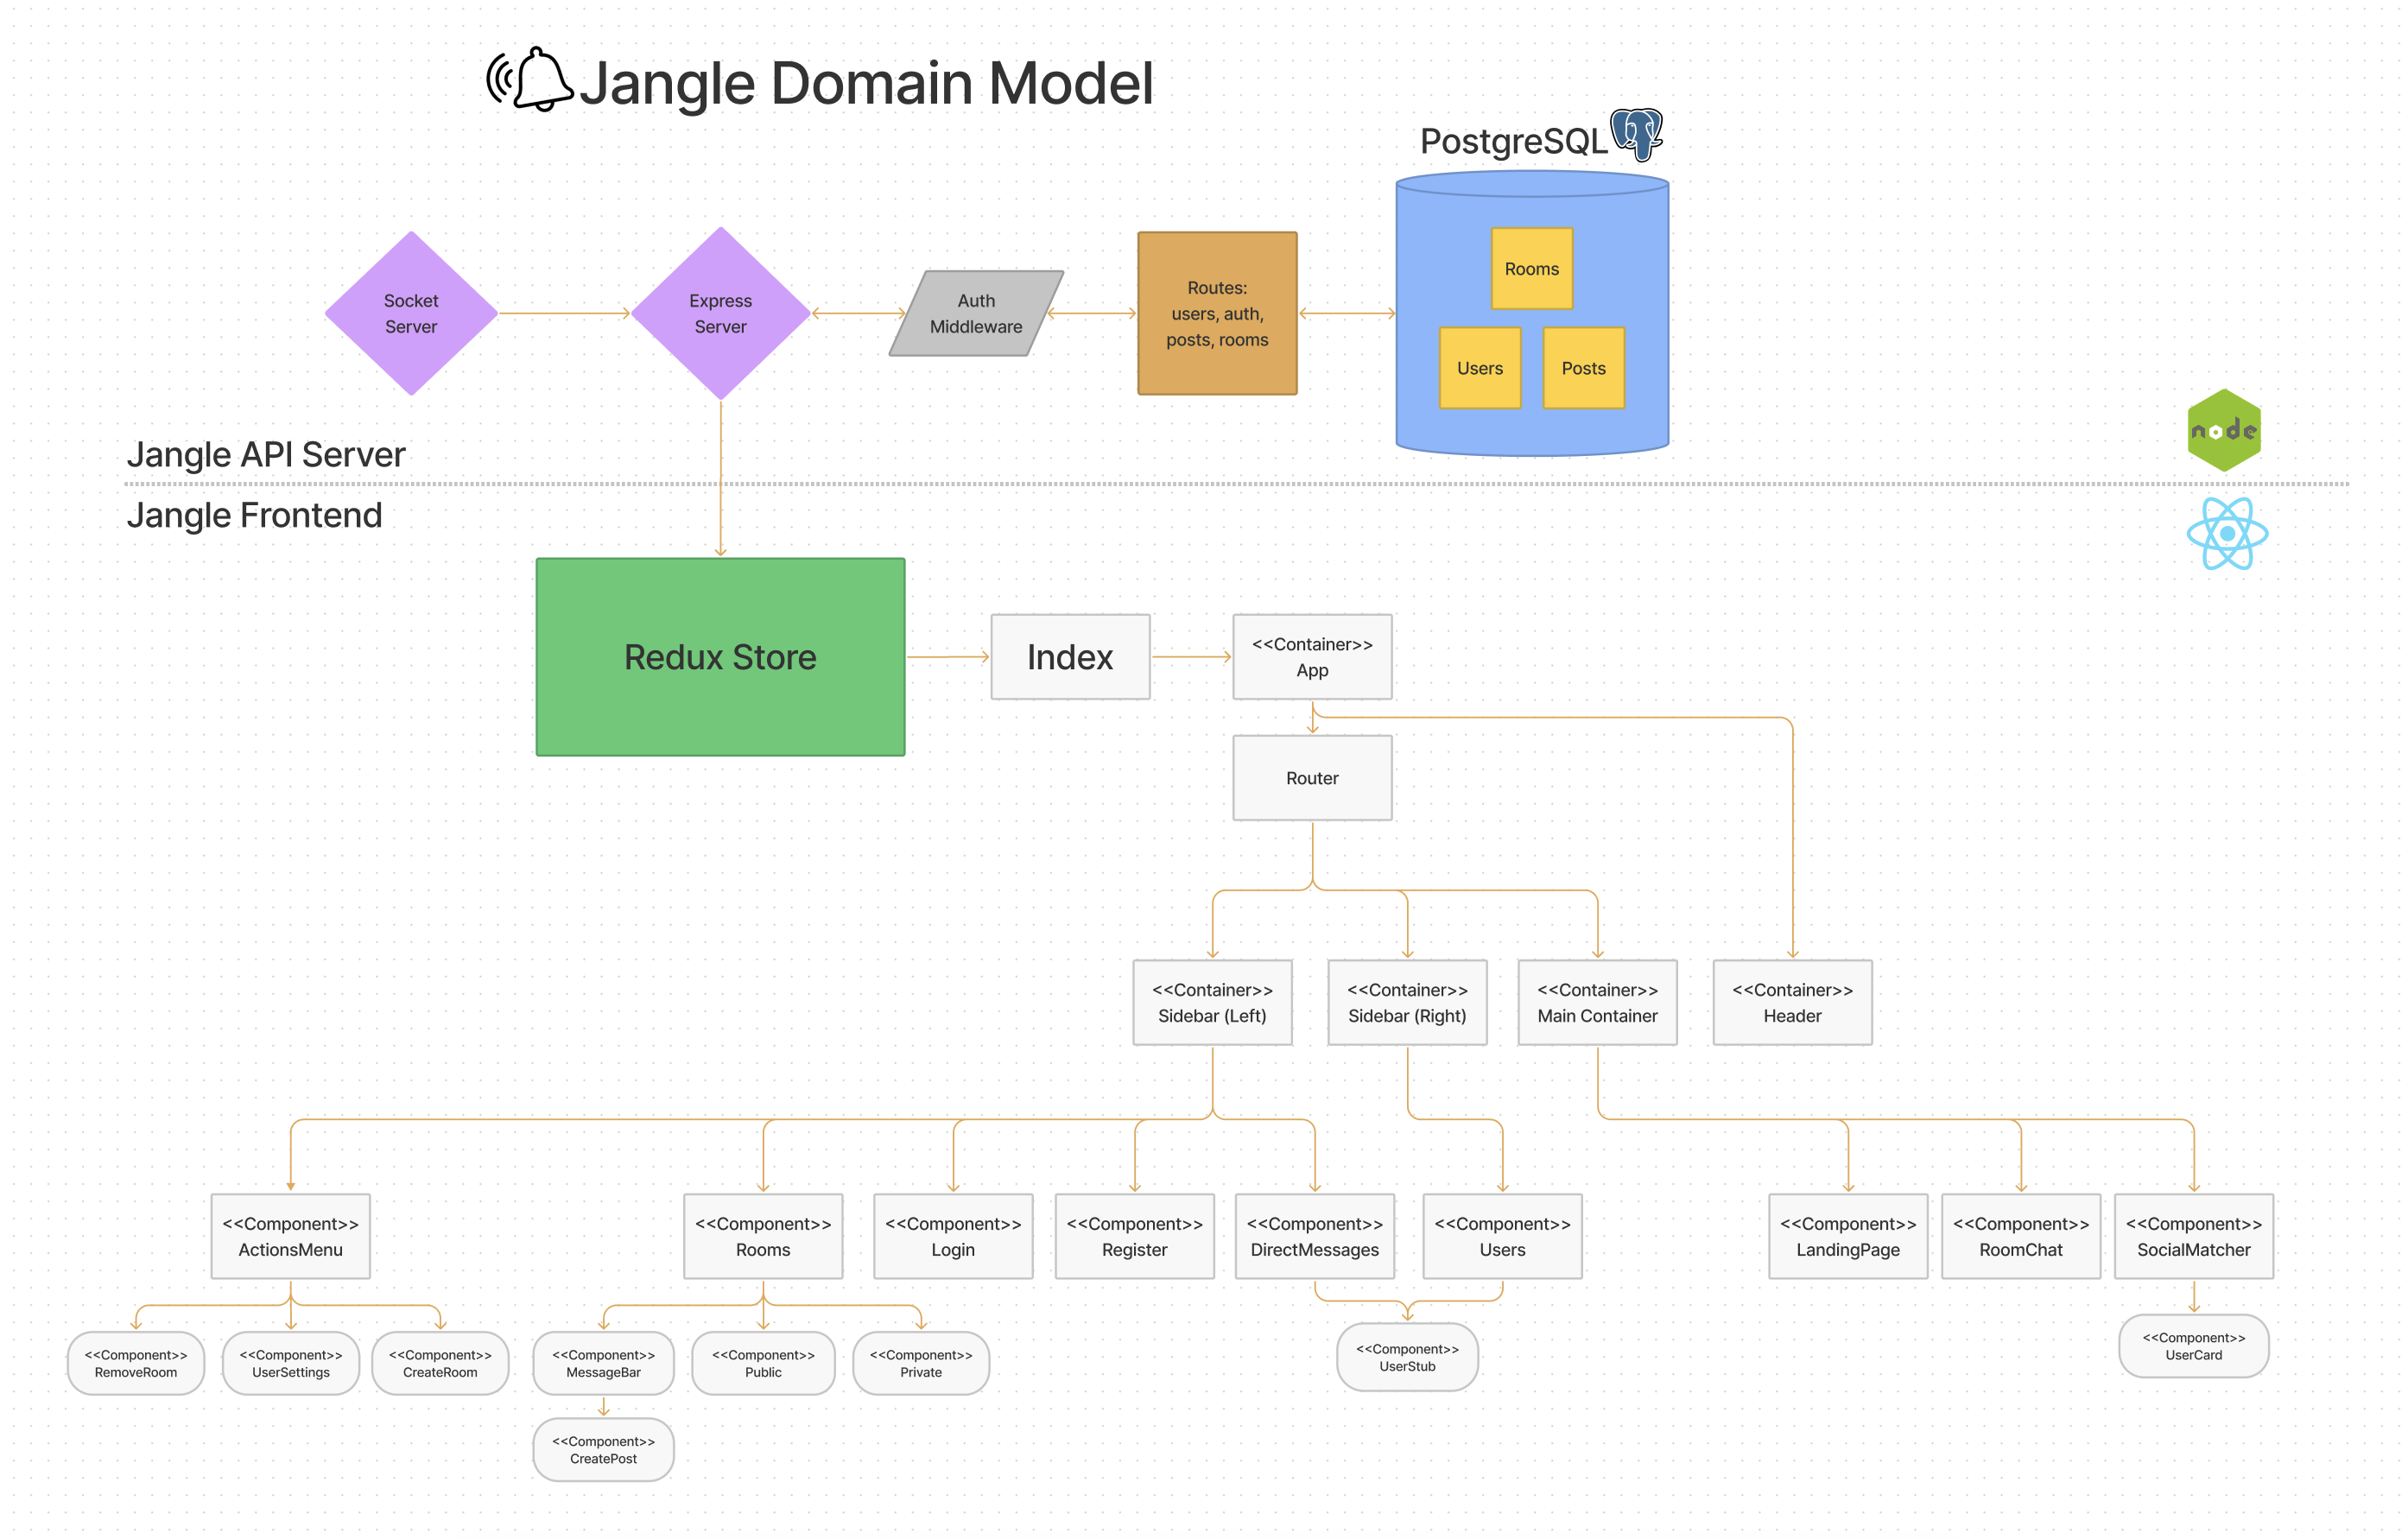 Jangle Domain Model
PostgreSQL
Socket
Server
Express
Server
Auth
Middleware
Routes:
users, auth,
posts, rooms
Rooms
Users
Posts
node
Jangle API Server
Jangle Frontend
Redux Store
Index
<<Container>>
App
Router
<<Container>>
Sidebar (Left)
<<Container>>
Sidebar (Right)
<<Container>>
Main Container
<<Container>>
Header
<<Component>>
ActionsMenu
<<Component>>
Rooms
<<Component>>
Login
<<Component>>
Register
<<Component>>
DirectMessages
<<Component>>
Users
<<Component>>
LandingPage
<<Component>>
RoomChat
<<Component>>
SocialMatcher
<<Component>>
RemoveRoom
<<Component>>
UserSettings
<<Component>>
CreateRoom
<<Component>>
MessageBar
<<Component>>
Public
<<Component>>
Private
<<Component>>
UserStub
<<Component>>
UserCard
<<Component>>
CreatePost